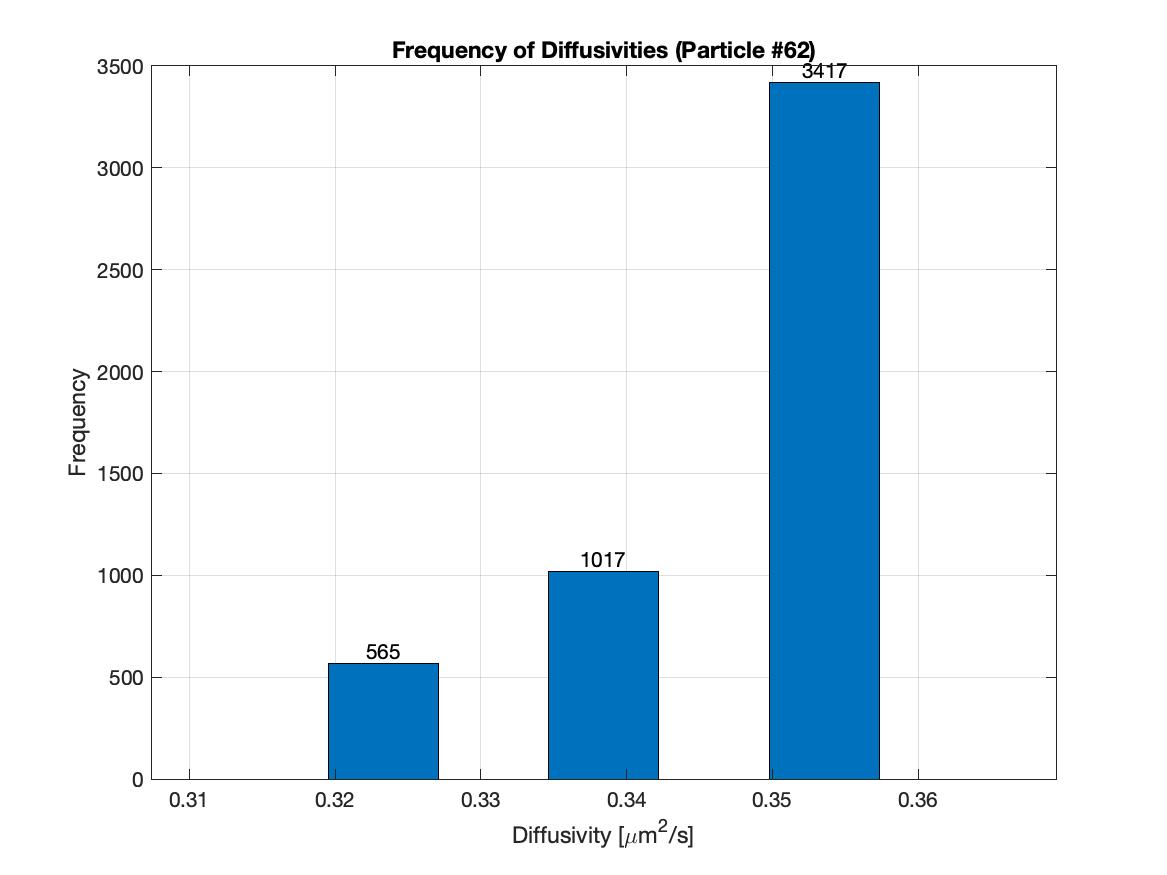 Frequency of Diffusivities (Particle #62)
3500
3417
3000
2500
2000
1500
1017
1000
565
500
0
Frequency
0.31 0.32 0.33 0.34 0.35 0.36
Diffusivity [μm²/s]